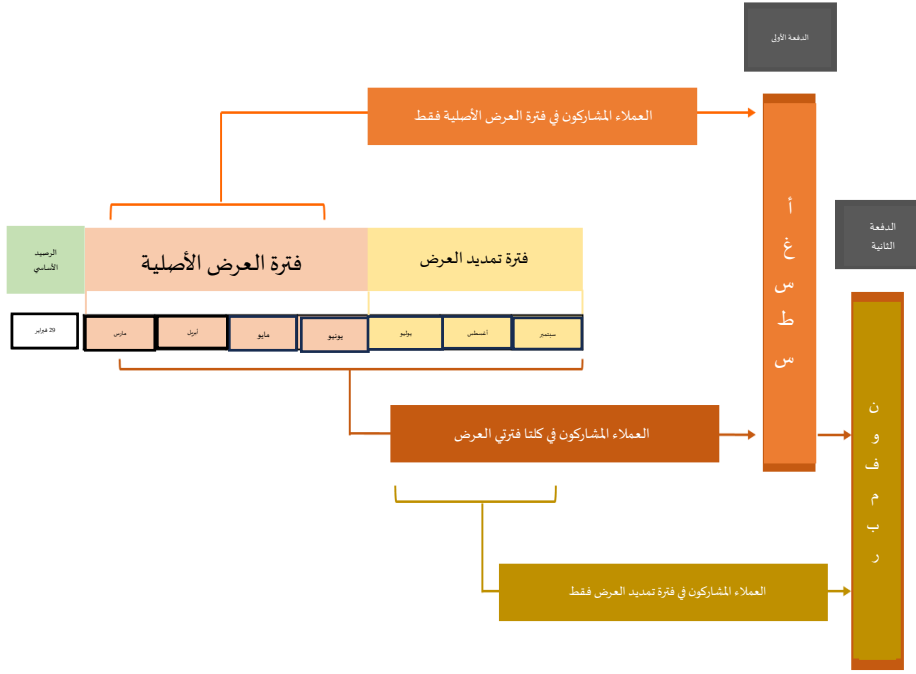 الدفعة الأولى
العملاء المشاركون في فترة العرض الأصلية فقط
أغسطس
الدفعة
الثانية
الرصيد
الأساسي
فترة العرض الأصلية
فترة تمديد العرض
29 فبراير
مارس
أبريل
مايو
يونيو
يوليو
أغسطس
سبتمبر
العملاء المشاركون في كلتا فترتي العرض
نوفمبر
العملاء المشاركون في فترة تمديد العرض فقط